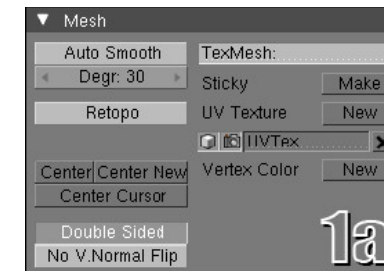 Mesh
Auto Smooth
Degr: 30
Retopo
Center
Center New
Center Cursor
Double Sided
No V.Normal Flip
TexMesh:
Sticky
Make
UV Texture
New
UVTex
Vertex Color
New
1a